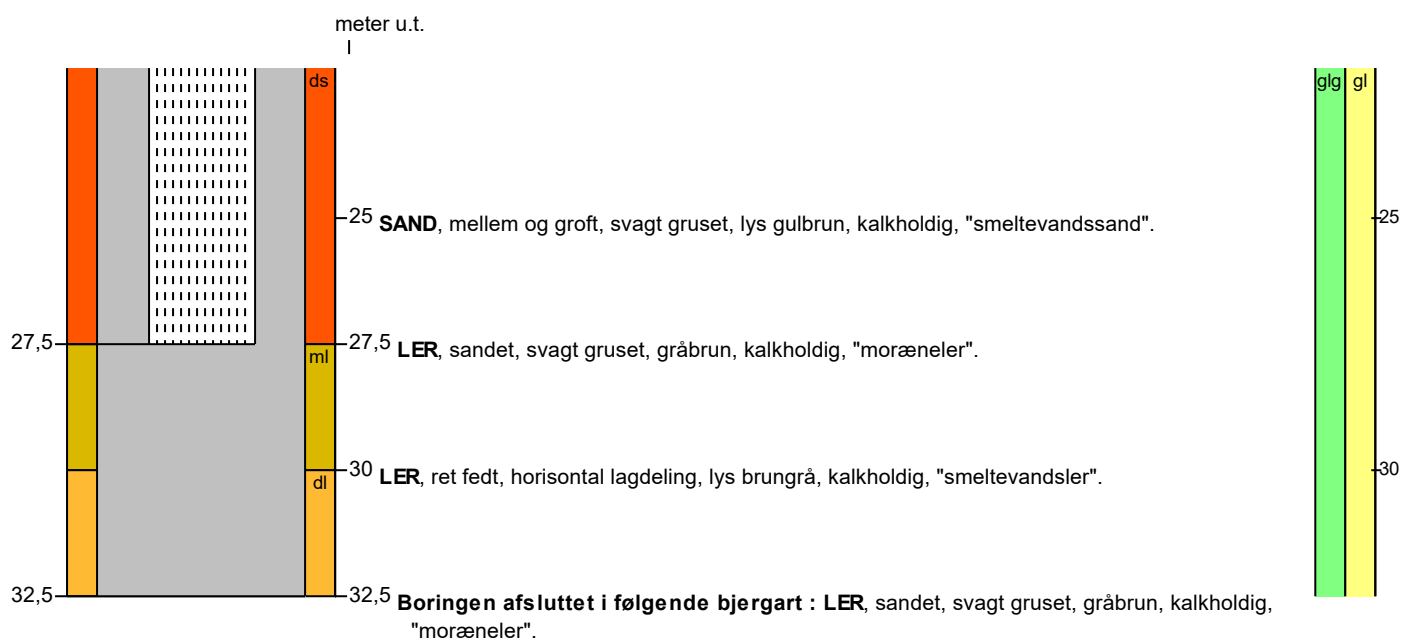 meter u.t.
ds
glg gl
25 SAND, mellem og groft, svagt gruset, lys gulbrun, kalkholdig, "smeltevandssand". 25
27,5 27,5 LER, sandet, svagt gruset, gråbrun, kalkholdig, "moræneler".
ml
30 LER, ret fedt, horisontal lagdeling, lys brungrå, kalkholdig, "smeltevandsler". 30
dl
32,5 32,5 Boringen afsluttet i følgende bjergart : LER, sandet, svagt gruset, gråbrun, kalkholdig,
"moræneler".